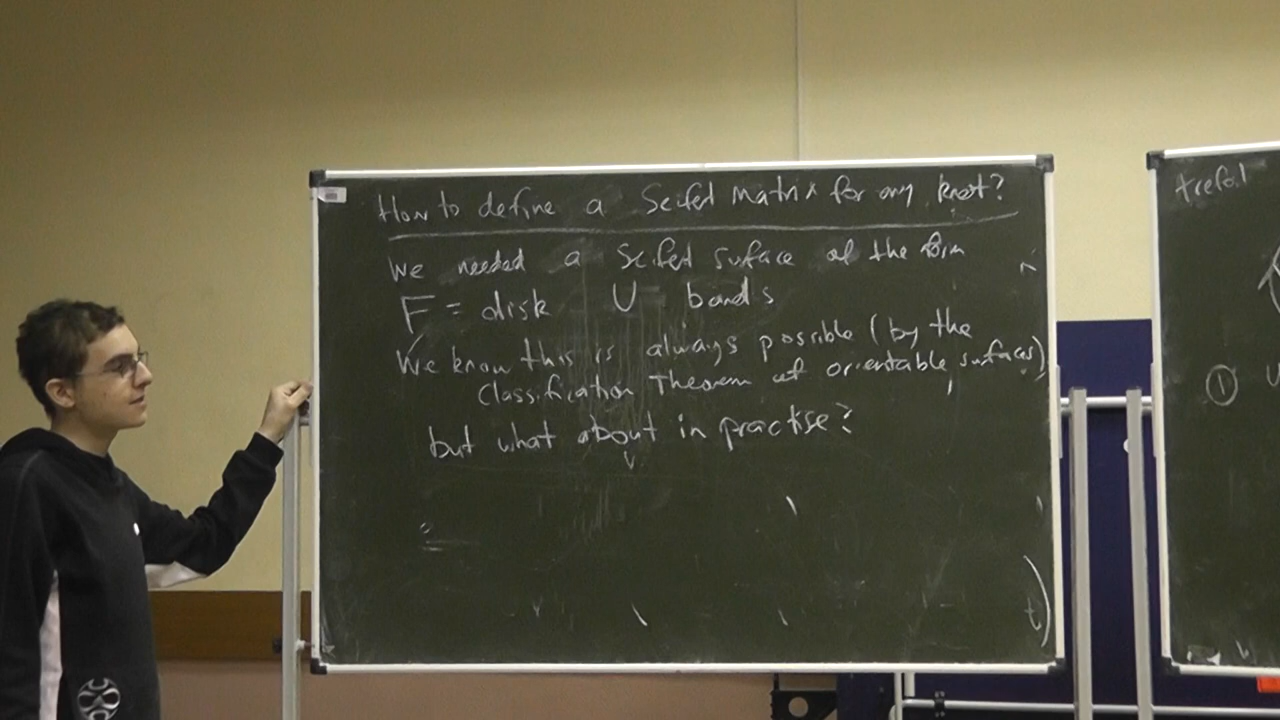 How to define a Seifert Matrix for any knot?
We needed a Seifert surface of the form
F = disk U bands
We know this is always possible (by the
Classification Theorem of orientable surfaces)
but what about in practise?
trefoil
①